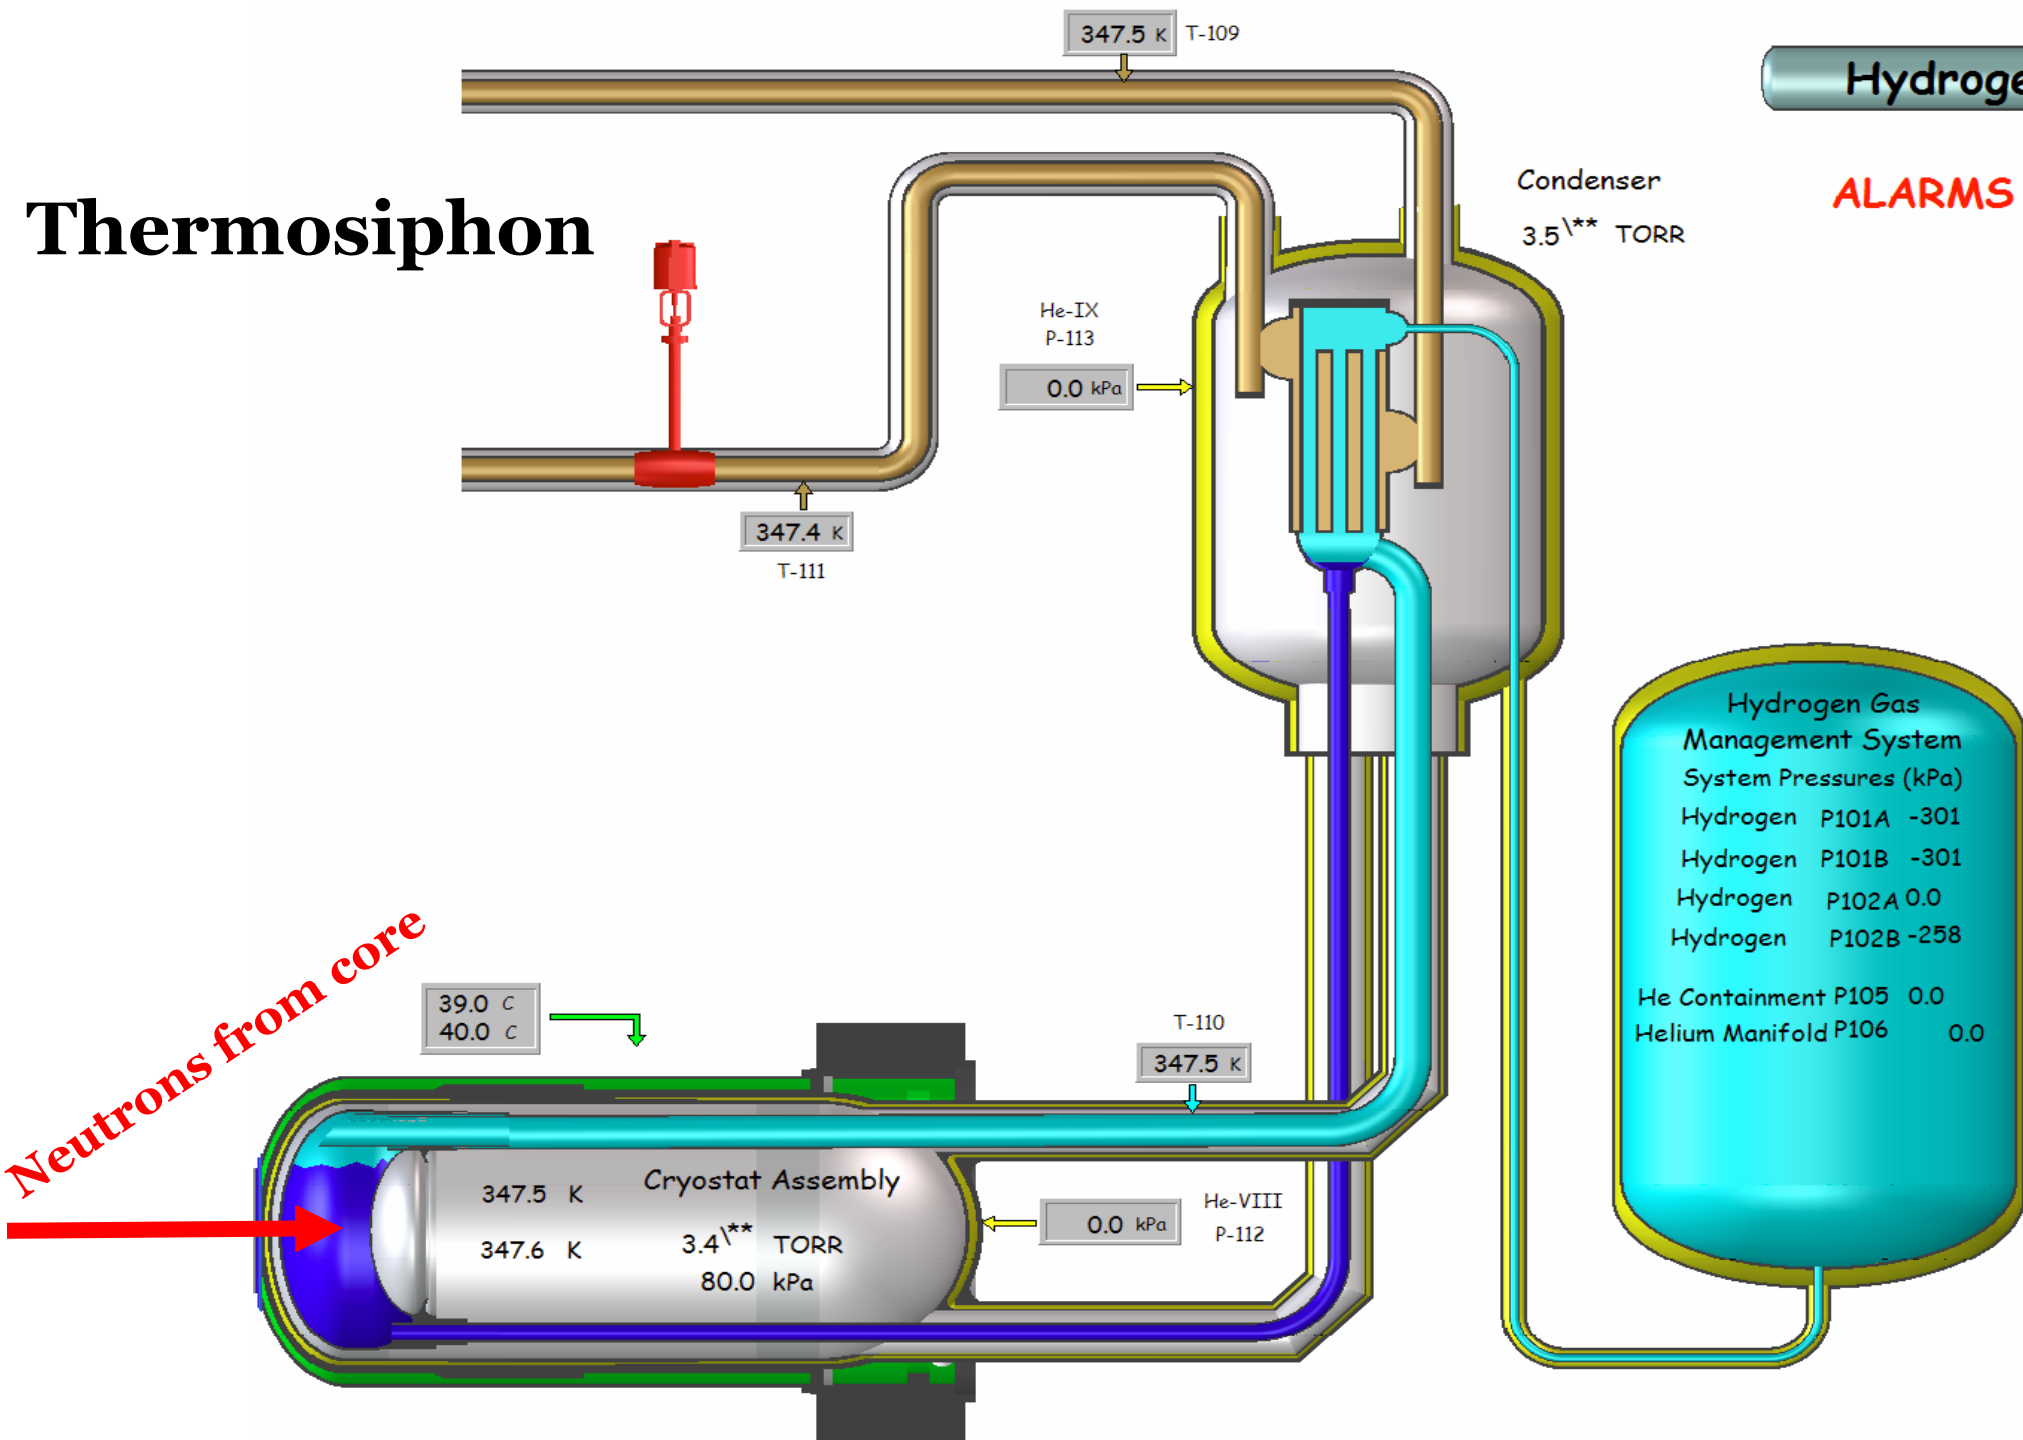 347.5 K T-109
Hydroge
Condenser
3.5\** TORR
ALARMS
Thermosiphon
He-IX
P-113
0.0 kPa
347.4 K
T-111
Hydrogen Gas
Management System
System Pressures (kPa)
Hydrogen P101A -301
Hydrogen P101B -301
Hydrogen P102A 0.0
Hydrogen P102B -258
He Containment P105 0.0
Helium Manifold P106 0.0
Neutrons from core
39.0 C
40.0 C
T-110
347.5 K
Cryostat Assembly
347.5 K
347.6 K
3.4\** TORR
80.0 kPa
0.0 kPa
He-VIII
P-112